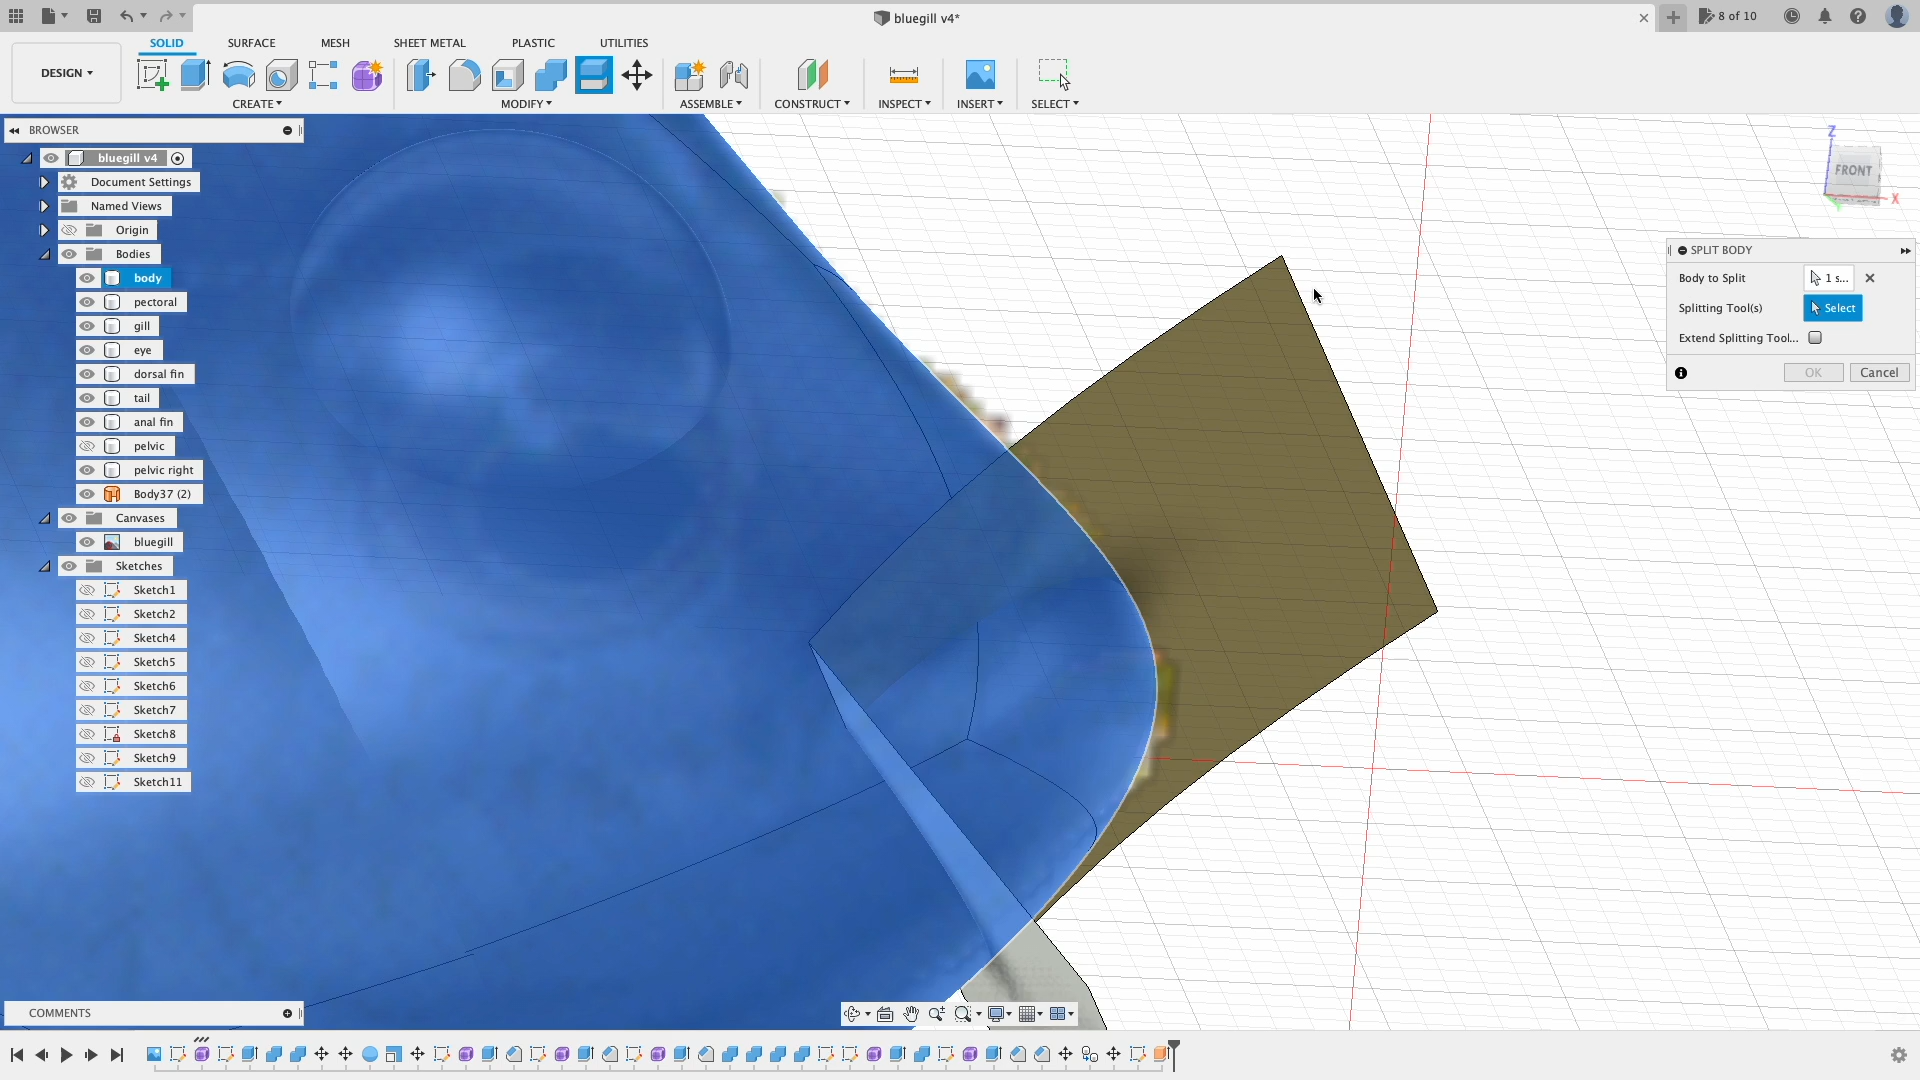 bluegill v4*
8 of 10
DESIGN
SOLID
SURFACE
MESH
SHEET METAL
PLASTIC
UTILITIES
CREATE
MODIFY
ASSEMBLE
CONSTRUCT
INSPECT
INSERT
SELECT
BROWSER
bluegill v4
Document Settings
Named Views
Origin
Bodies
body
pectoral
gill
eye
dorsal fin
tail
anal fin
pelvic
pelvic right
Body37 (2)
Canvases
bluegill
Sketches
Sketch1
Sketch2
Sketch4
Sketch5
Sketch6
Sketch7
Sketch8
Sketch9
Sketch11
Z
FRONT
X
SPLIT BODY
Body to Split
1 s...
Splitting Tool(s)
Select
Extend Splitting Tool...
OK
Cancel
COMMENTS